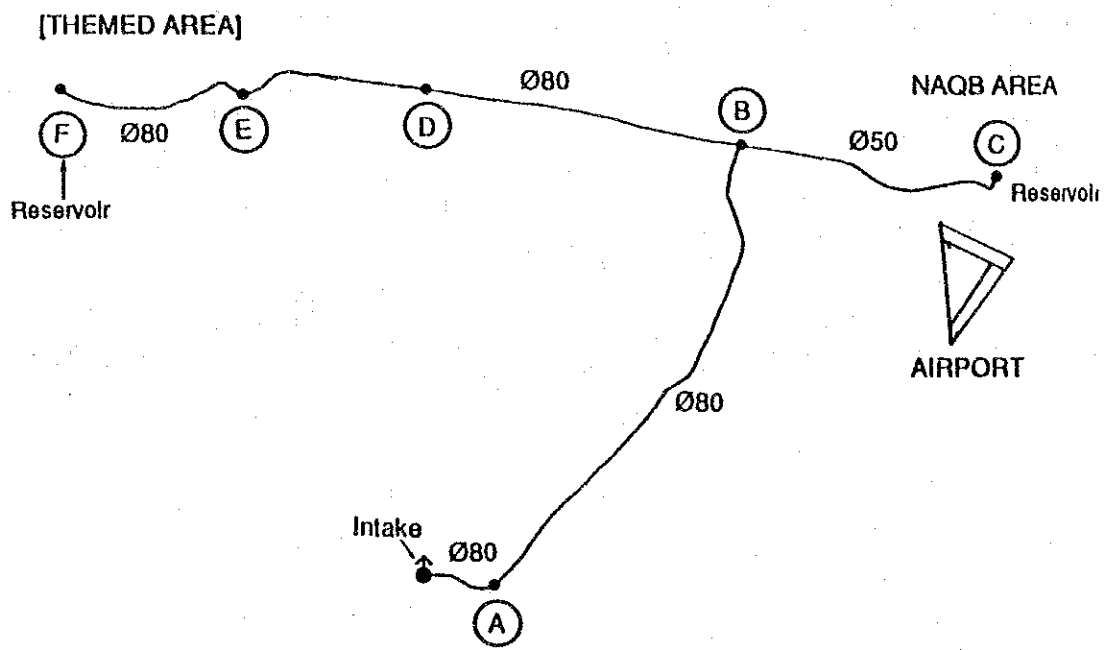 [THEMED AREA]
Ø80
NAQB AREA
B
F
Ø80
E
D
Ø50
C
Reservoir
Reservoir
AIRPORT
Ø80
Intake
Ø80
A